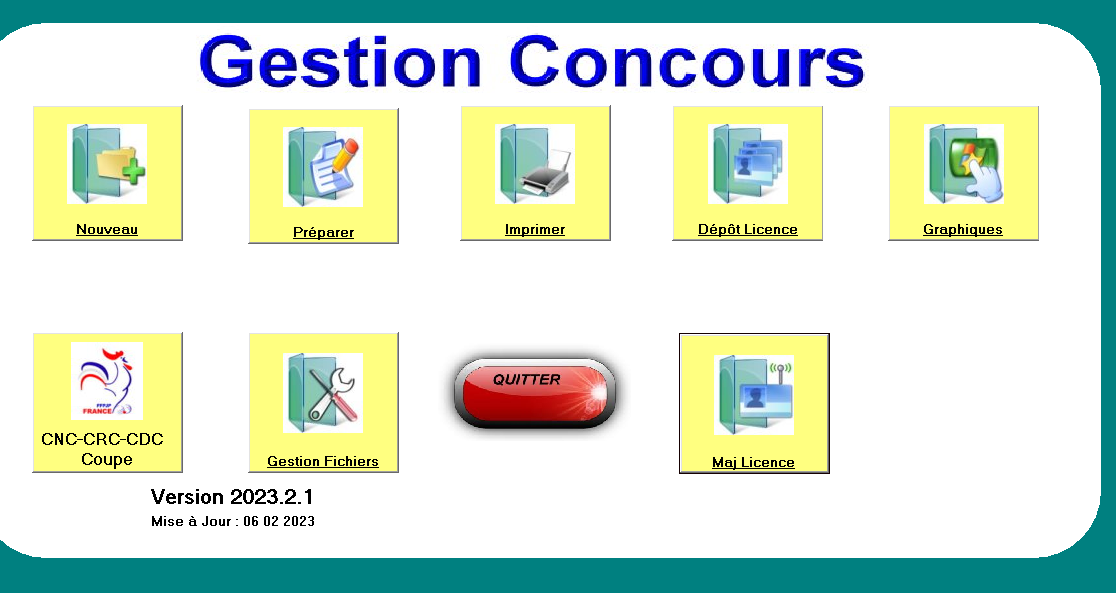 Gestion Concours
Nouveau
Préparer
Imprimer
Dépôt Licence
Graphiques
FFPJP
FRANCE
CNC-CRC-CDC
Coupe
Gestion Fichiers
QUITTER
Maj Licence
Version 2023.2.1
Mise à Jour : 06 02 2023